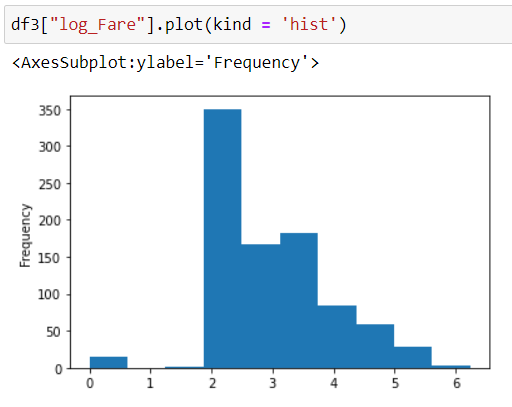 df3["log_Fare"].plot(kind = 'hist')
<AxesSubplot:ylabel='Frequency'>
350
300
250
200
150
100
50
0
Frequency
0 1 2 3 4 5 6